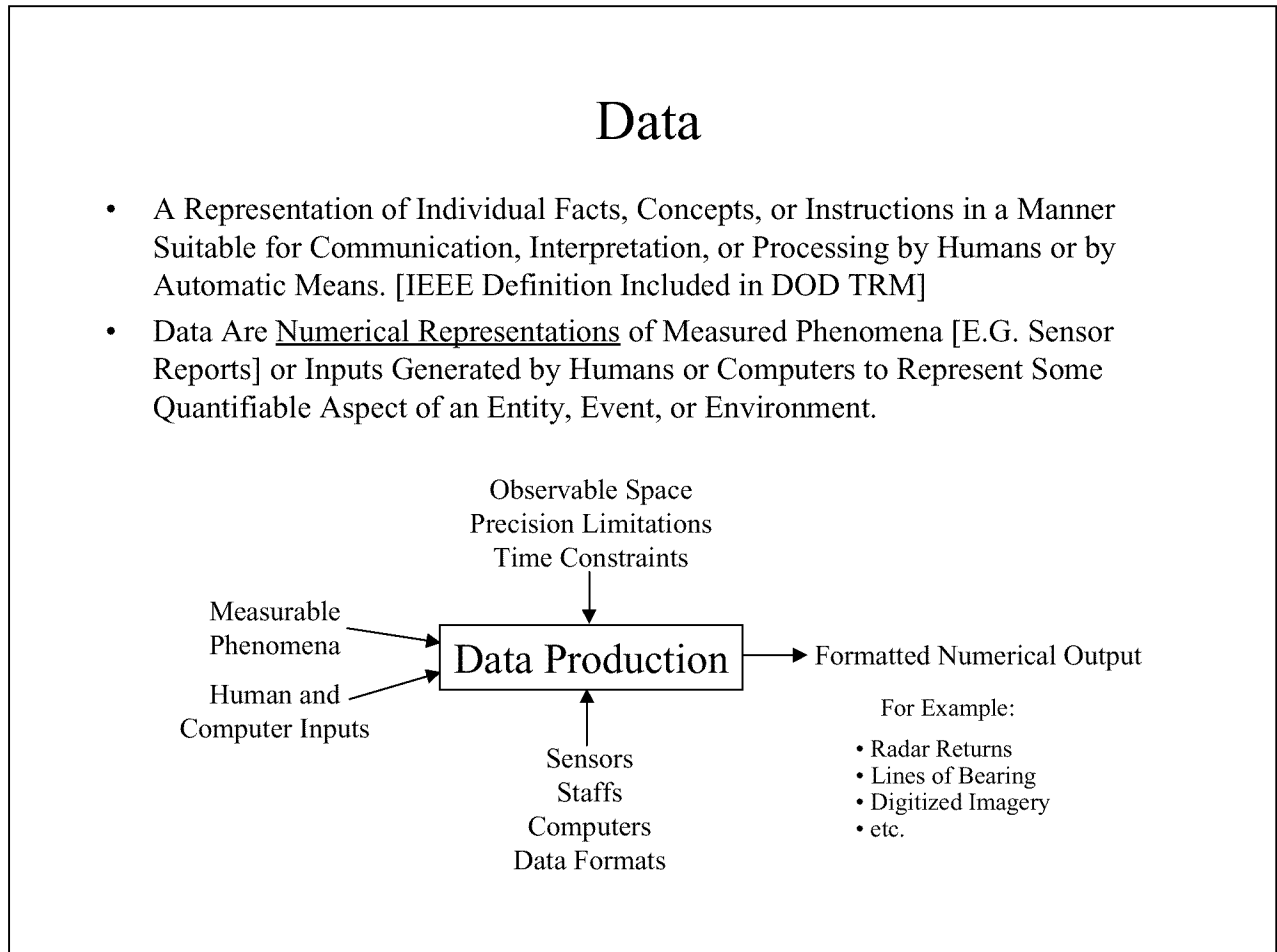 Data
• A Representation of Individual Facts, Concepts, or Instructions in a Manner
Suitable for Communication, Interpretation, or Processing by Humans or by
Automatic Means. [IEEE Definition Included in DOD TRM]
• Data Are Numerical Representations of Measured Phenomena [E.G. Sensor
Reports] or Inputs Generated by Humans or Computers to Represent Some
Quantifiable Aspect of an Entity, Event, or Environment.
Observable Space
Precision Limitations
Time Constraints
Measurable
Phenomena
Human and
Computer Inputs
Data Production
Formatted Numerical Output
For Example:
• Radar Returns
• Lines of Bearing
• Digitized Imagery
• etc.
Sensors
Staffs
Computers
Data Formats